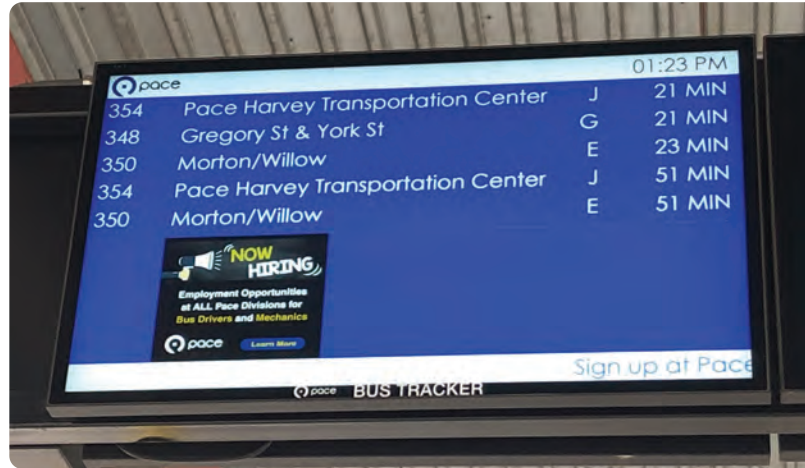 pace 01:23 PM
354 Pace Harvey Transportation Center J 21 MIN
348 Gregory St & York St G 21 MIN
350 Morton/Willow E 23 MIN
354 Pace Harvey Transportation Center J 51 MIN
350 Morton/Willow E 51 MIN
NOW
HIRING
Employment Opportunities
at ALL Pace Divisions for
Bus Drivers and Mechanics
pace Learn More
Sign up at Pace
pace BUS TRACKER